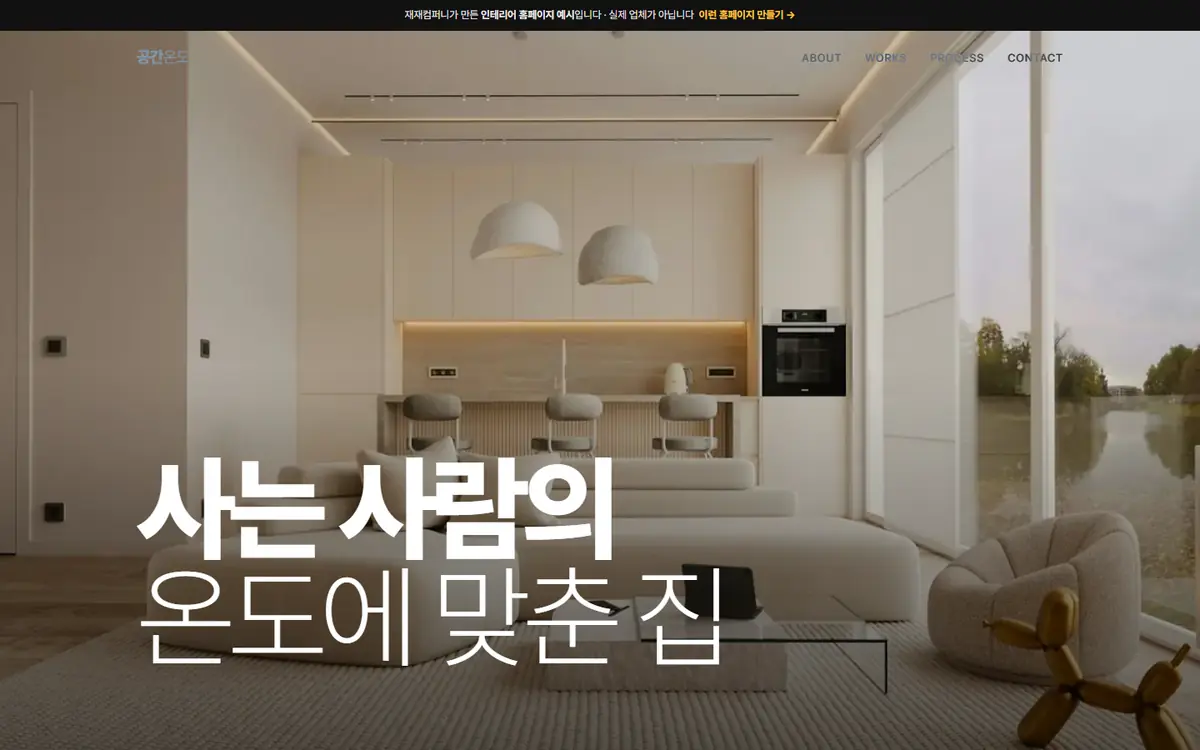 재재컴퍼니가 만든 인테리어 홈페이지 예시입니다 · 실제 업체가 아닙니다 이런 홈페이지 만들기 →
공간온도
ABOUT WORKS PROCESS CONTACT
사는 사람의
온도에 맞춘 집